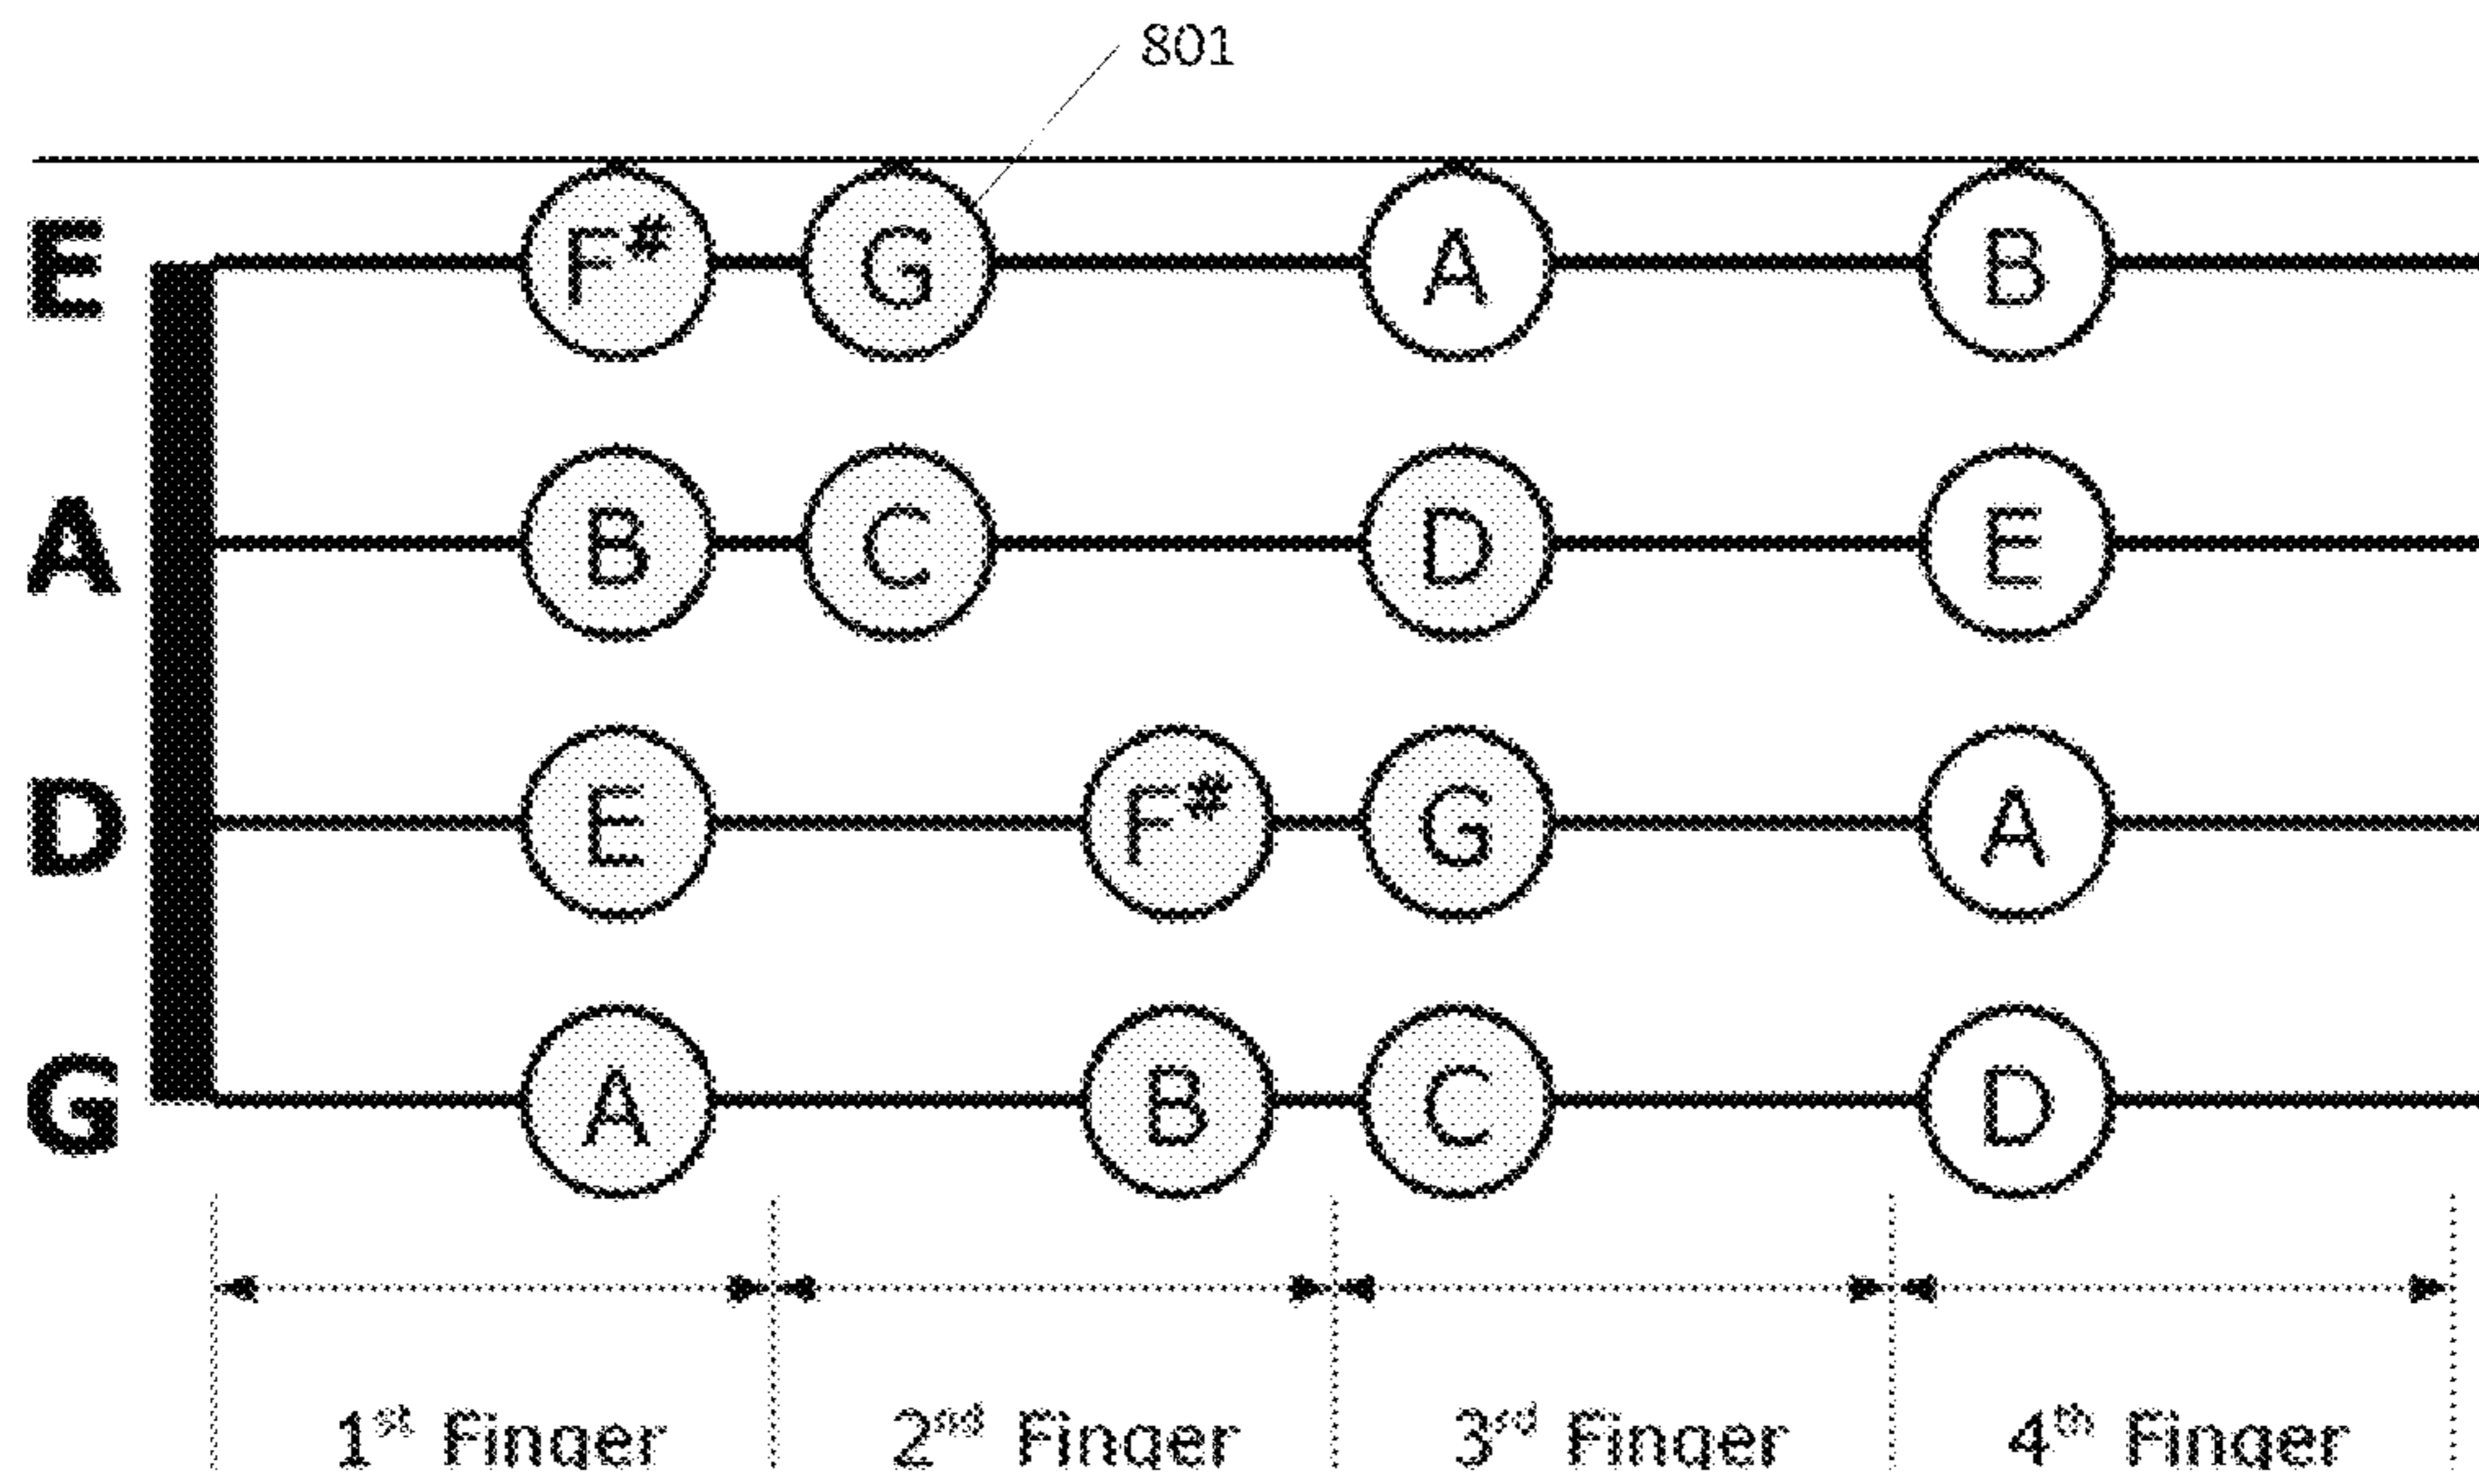 801
E F# G A B
A B C D E
D E F# G A
G A B C D
1st Finger 2nd Finger 3rd Finger 4th Finger